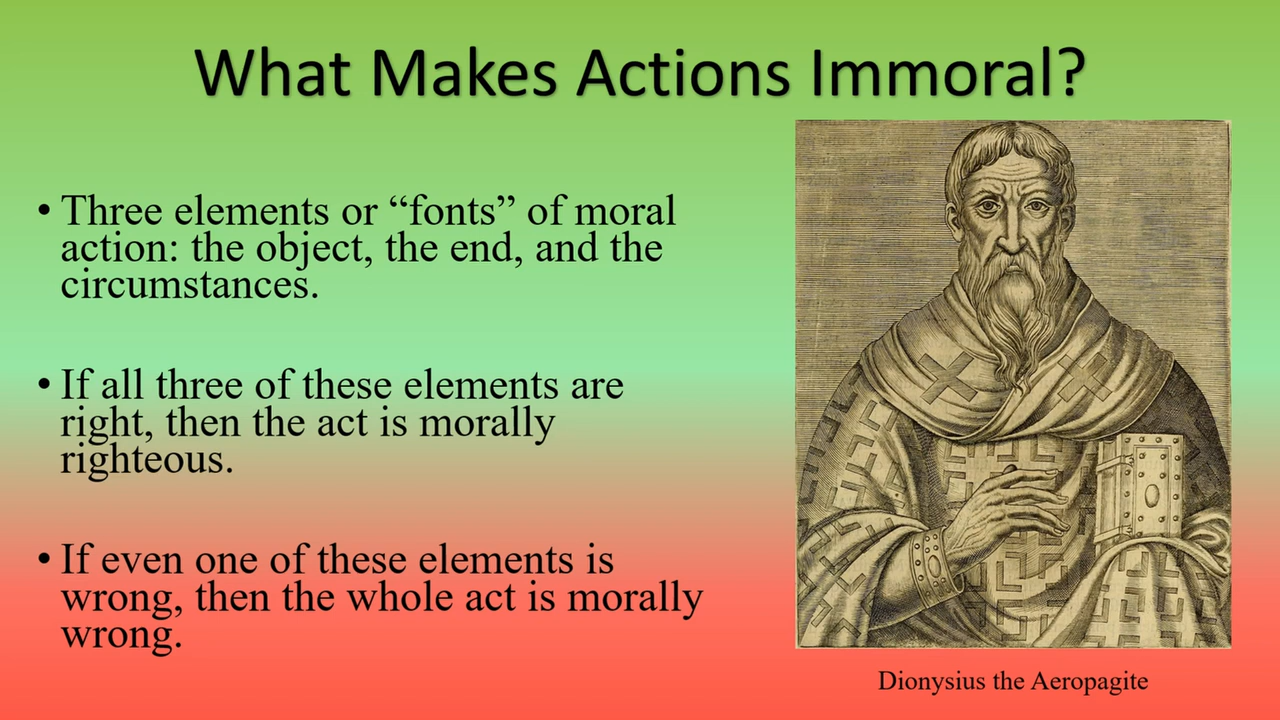 What Makes Actions Immoral?
• Three elements or “fonts” of moral
action: the object, the end, and the
circumstances.
• If all three of these elements are
right, then the act is morally
righteous.
• If even one of these elements is
wrong, then the whole act is morally
wrong.
Dionysius the Aeropagite